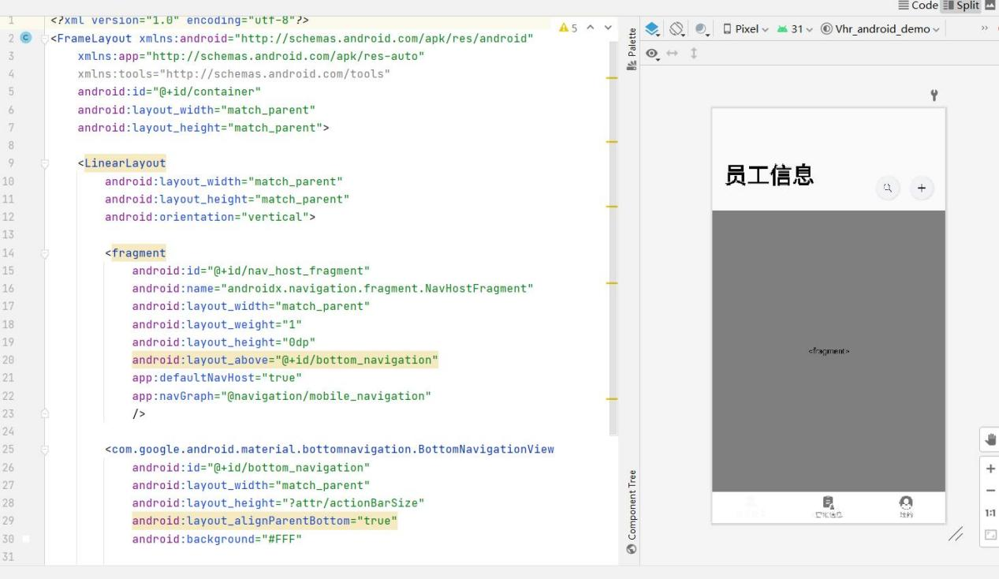 Code Split
1 <?xml version="1.0" encoding="utf-8"?>
2 C <FrameLayout xmlns:android="http://schemas.android.com/apk/res/android"
3 xmlns:app="http://schemas.android.com/apk/res-auto"
4 xmlns:tools="http://schemas.android.com/tools"
5 android:id="@+id/container"
6 android:layout_width="match_parent"
7 android:layout_height="match_parent">
8
9 <LinearLayout
10 android:layout_width="match_parent"
11 android:layout_height="match_parent"
12 android:orientation="vertical">
13
14 <fragment
15 android:id="@+id/nav_host_fragment"
16 android:name="androidx.navigation.fragment.NavHostFragment"
17 android:layout_width="match_parent"
18 android:layout_weight="1"
19 android:layout_height="0dp"
20 android:layout_above="@+id/bottom_navigation"
21 app:defaultNavHost="true"
22 app:navGraph="@navigation/mobile_navigation"
23 />
24
25 <com.google.android.material.bottomnavigation.BottomNavigationView
26 android:id="@+id/bottom_navigation"
27 android:layout_width="match_parent"
28 android:layout_height="?attr/actionBarSize"
29 android:layout_alignParentBottom="true"
30 android:background="#FFF"
31
5
Palette
Component Tree
Pixel 31 Vhr_android_demo
员工信息
<fragment>
我的
1:1